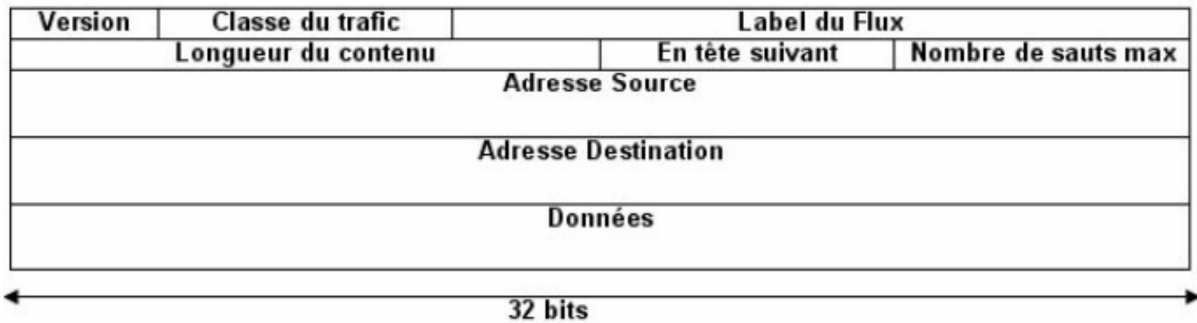 Version Classe du trafic Label du Flux
Longueur du contenu En tête suivant Nombre de sauts max
Adresse Source
Adresse Destination
Données
32 bits